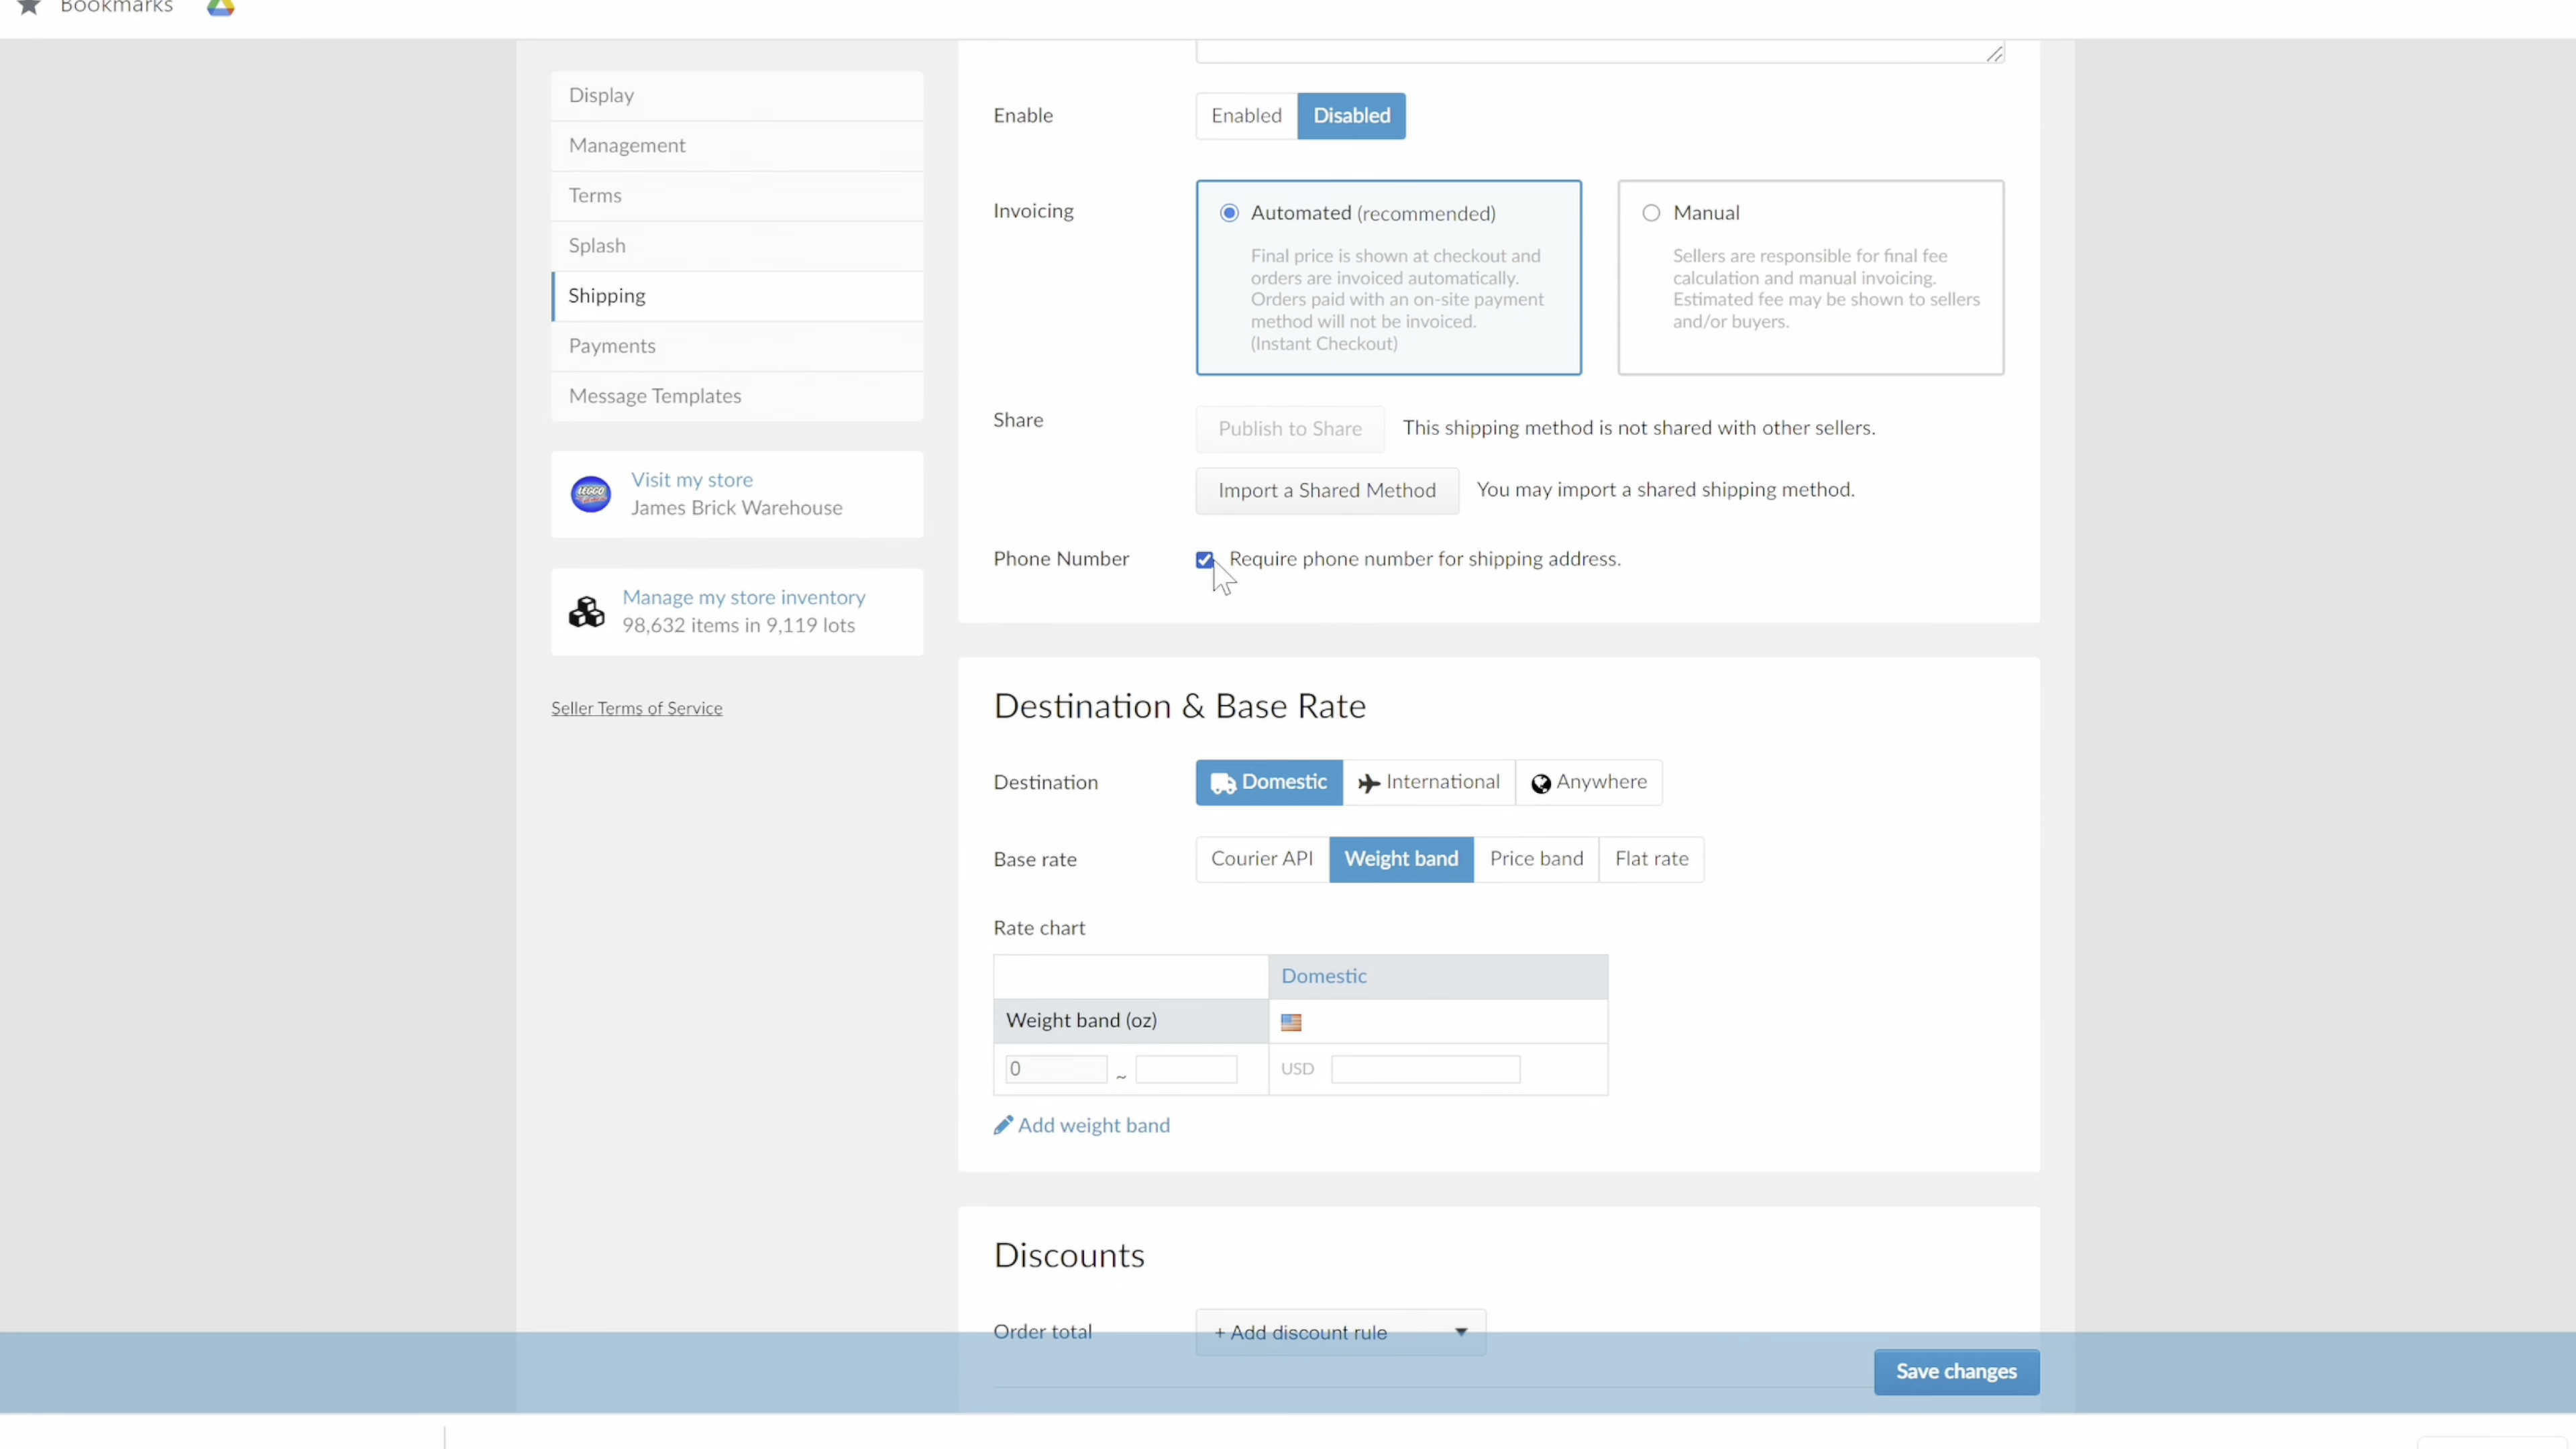 Bookmarks
Display
Management
Terms
Splash
Shipping
Payments
Message Templates
Visit my store
James Brick Warehouse
Manage my store inventory
98,632 items in 9,119 lots
Seller Terms of Service
Enable
Enabled Disabled
Invoicing
Automated (recommended)
Final price is shown at checkout and
orders are invoiced automatically.
Orders paid with an on-site payment
method will not be invoiced.
(Instant Checkout)
Manual
Sellers are responsible for final fee
calculation and manual invoicing.
Estimated fee may be shown to sellers
and/or buyers.
Share
Publish to Share This shipping method is not shared with other sellers.
Import a Shared Method You may import a shared shipping method.
Phone Number Require phone number for shipping address.
Destination & Base Rate
Destination Domestic International Anywhere
Base rate Courier API Weight band Price band Flat rate
Rate chart
Domestic
Weight band (oz)
0 ~ USD
Add weight band
Discounts
Order total + Add discount rule
Save changes